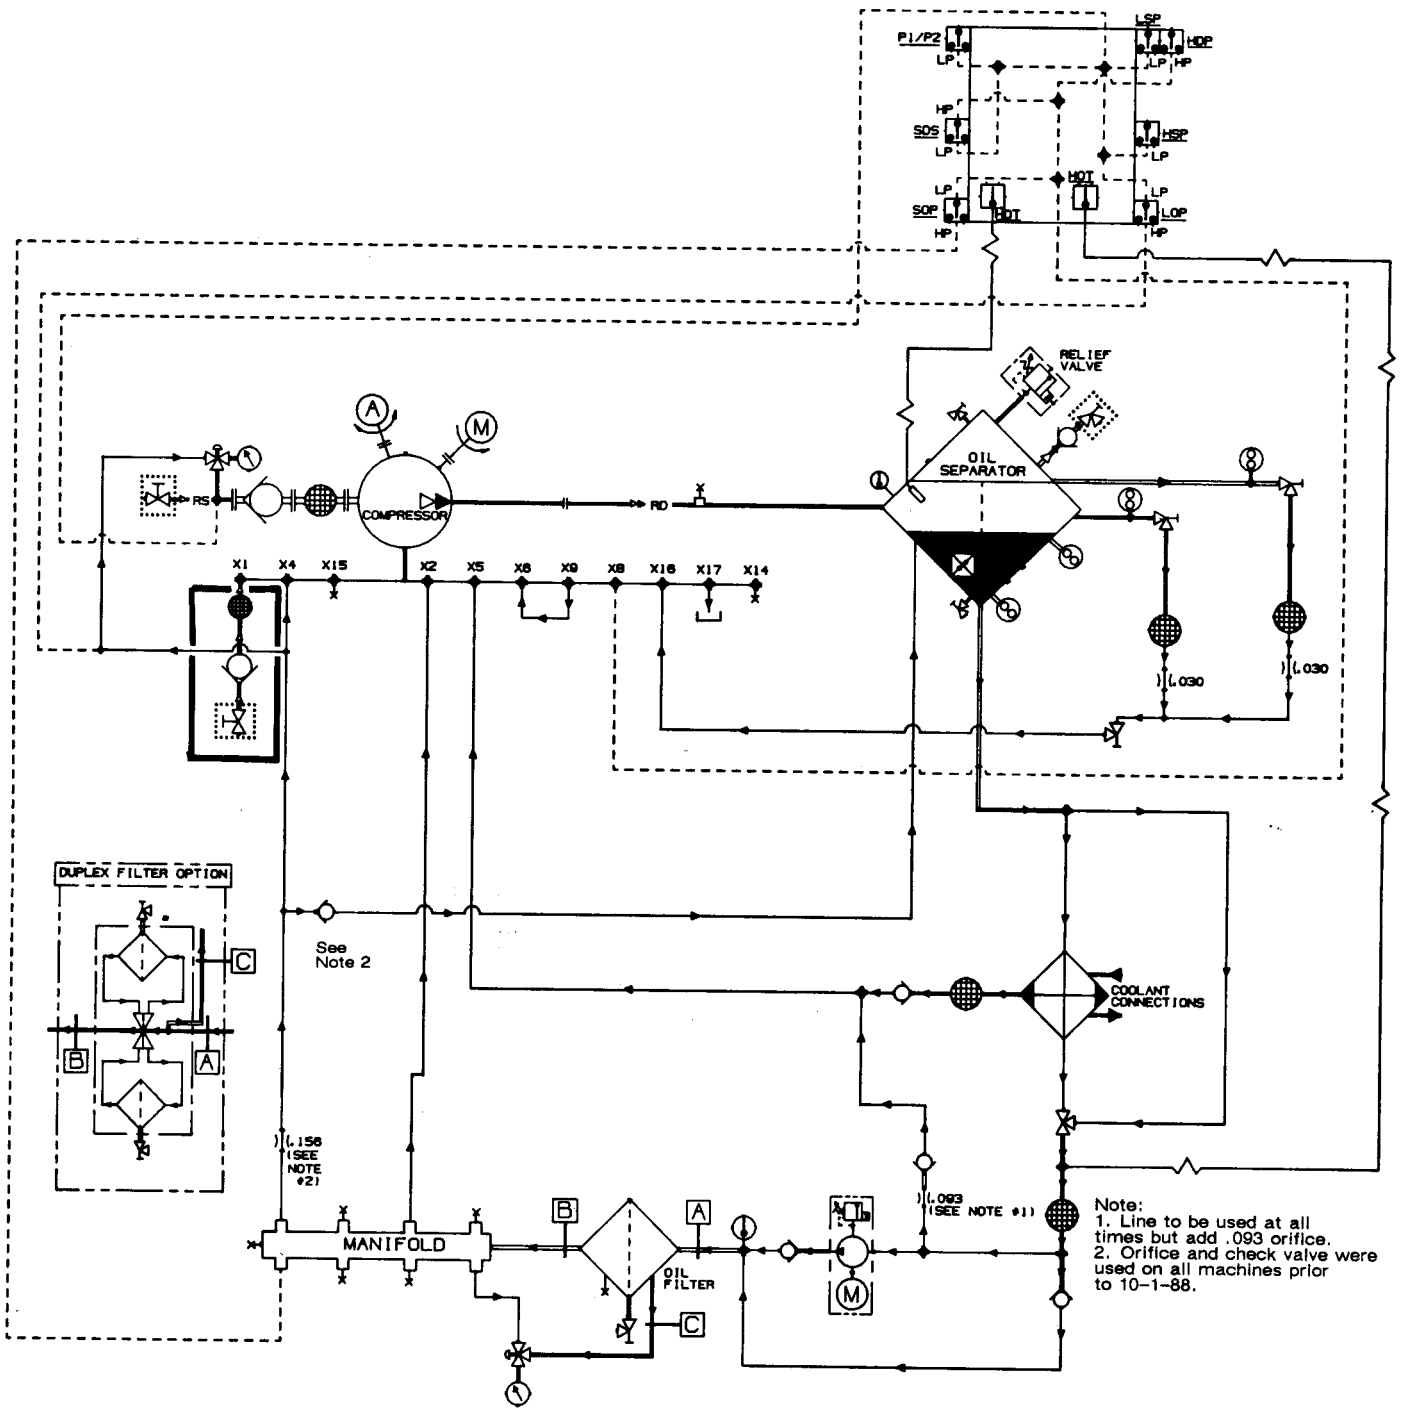 LSP
P1/P2
HDP
LP
LP HP
HP
SDS
HSP
LP
LP
HOT
LP
LP
SOP
HDT
LOP
HP
HP
RELIEF
VALVE
A
M
OIL
SEPARATOR
RS
COMPRESSOR
RD
X1 X4 X15 X2 X5 X6 X9 X8 X16 X17 X14
.030
.030
DUPLEX FILTER OPTION
C
See
Note 2
COOLANT
CONNECTIONS
B
A
.156
(SEE
NOTE
#2)
.093
(SEE NOTE #1)
Note:
1. Line to be used at all
times but add .093 orifice.
2. Orifice and check valve were
used on all machines prior
to 10-1-88.
B
A
MANIFOLD
OIL
FILTER
M
C